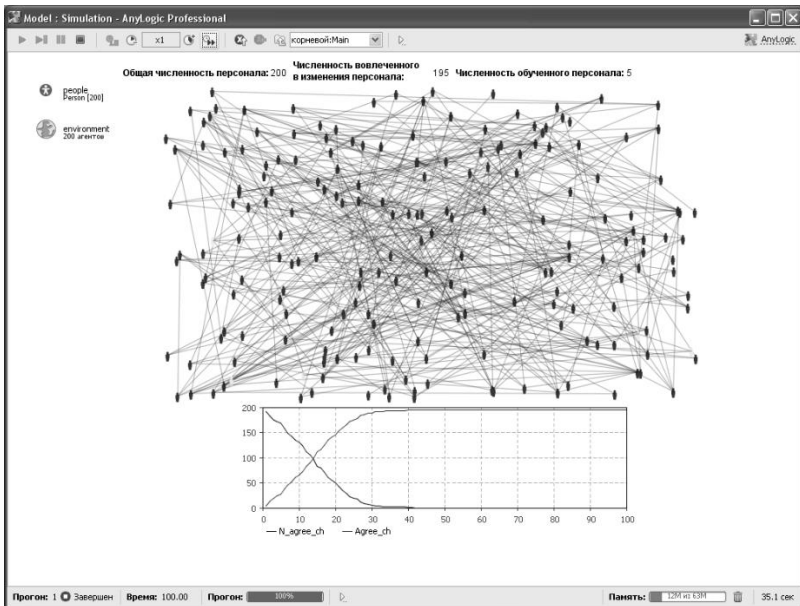 Model : Simulation - AnyLogic Professional
x1
корневой:Main
AnyLogic
Общая численность персонала: 200
Численность вовлеченного
в изменения персонала: 195
Численность обученного персонала: 5
people
Person [200]
environment
200 агентов
200
150
100
50
0
0 10 20 30 40 50 60 70 80 90 100
N_agree_ch Agree_ch
Прогон: 1 Завершен Время: 100.00 Прогон: 100% Память: 12M из 63M 35.1 сек